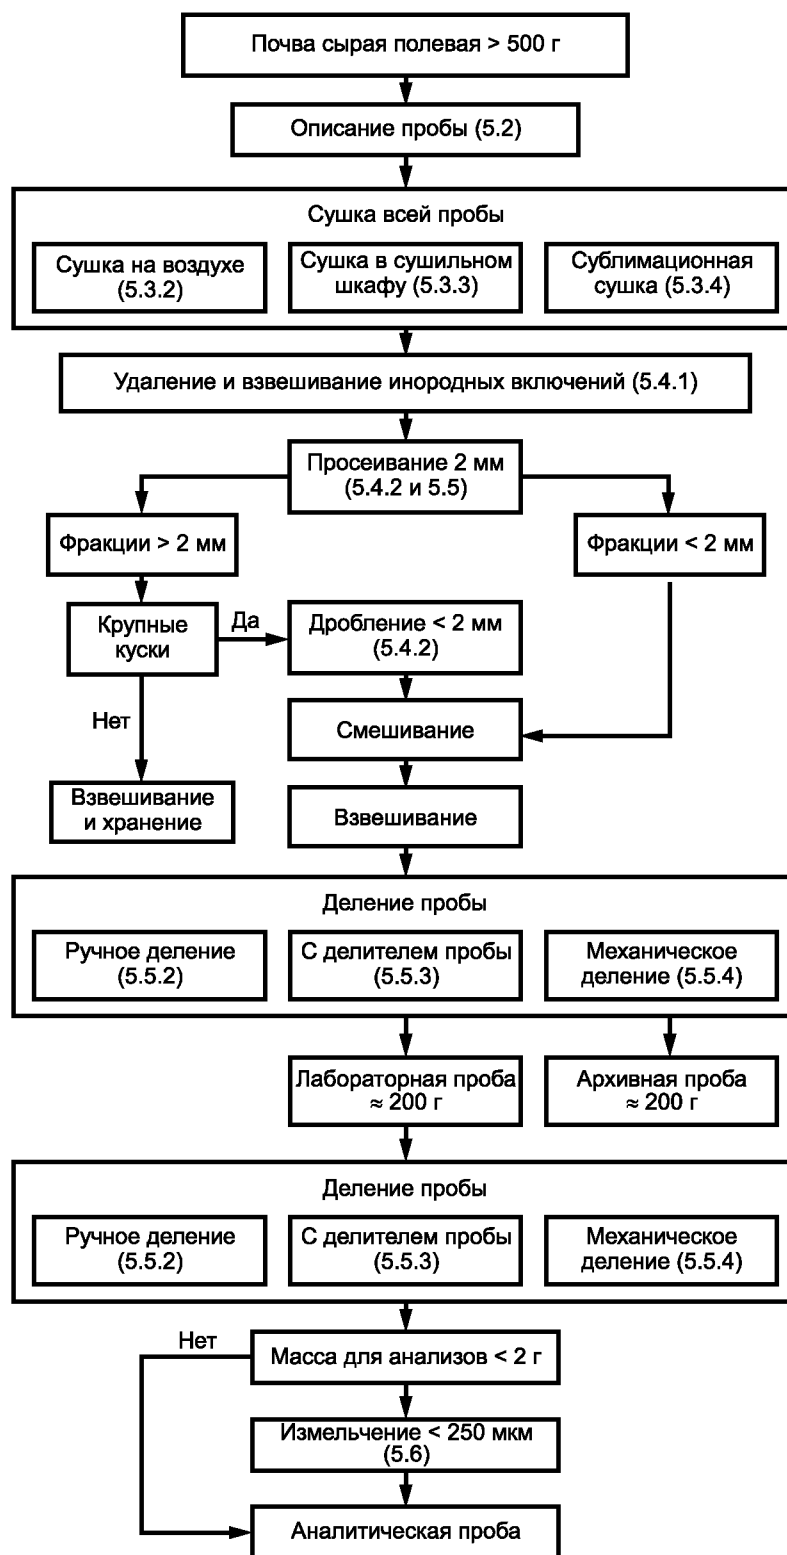 Почва сырая полевая > 500 г
Описание пробы (5.2)
Сушка всей пробы
Сушка на воздухе
(5.3.2)
Сушка в сушильном
шкафу (5.3.3)
Сублимационная
сушка (5.3.4)
Удаление и взвешивание инородных включений (5.4.1)
Просеивание 2 мм
(5.4.2 и 5.5)
Фракции > 2 мм
Фракции < 2 мм
Крупные
куски
Да
Дробление < 2 мм
(5.4.2)
Нет
Смешивание
Взвешивание
и хранение
Взвешивание
Деление пробы
Ручное деление
(5.5.2)
С делителем пробы
(5.5.3)
Механическое
деление (5.5.4)
Лабораторная проба
≈ 200 г
Архивная проба
≈ 200 г
Деление пробы
Ручное деление
(5.5.2)
С делителем пробы
(5.5.3)
Механическое
деление (5.5.4)
Нет
Масса для анализов < 2 г
Измельчение < 250 мкм
(5.6)
Аналитическая проба